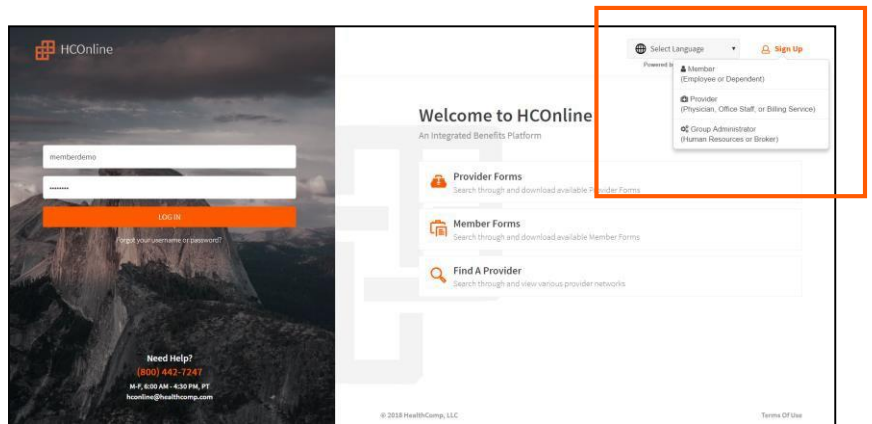 HCOnline
memberdemo
LOG IN
Forgot your username or password?
Need Help?
(800) 442-7247
M-F, 6:00 AM - 4:30 PM, PT
hconline@healthcomp.com
Select Language
Sign Up
Powered by
Member
(Employee or Dependent)
Provider
(Physician, Office Staff, or Billing Service)
Group Administrator
(Human Resources or Broker)
Welcome to HCOnline
An Integrated Benefits Platform
Provider Forms
Search through and download available Provider Forms
Member Forms
Search through and download available Member Forms
Find A Provider
Search through and view various provider networks
© 2018 HealthComp, LLC
Terms Of Use